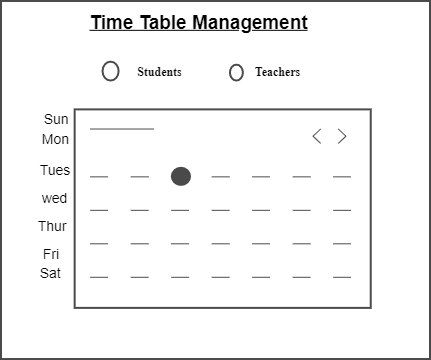 Time Table Management
Students Teachers
Sun
Mon
Tues
wed
Thur
Fri
Sat